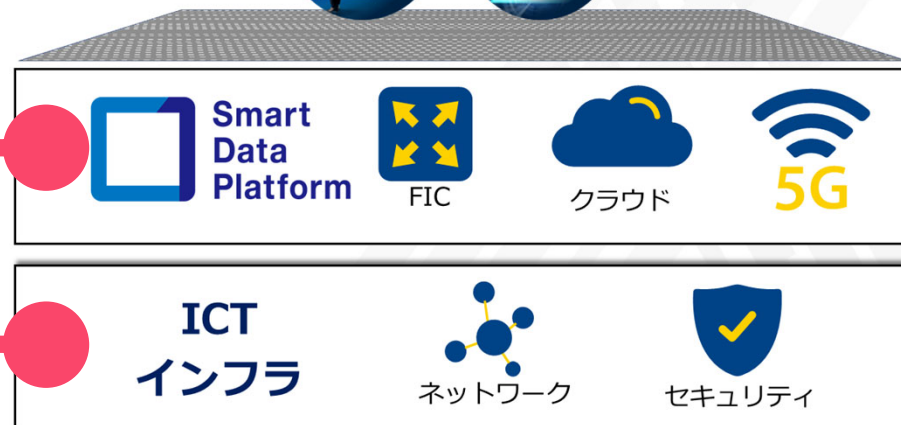 Smart
Data
Platform
FIC
クラウド
5G
ICT
インフラ
ネットワーク
セキュリティ